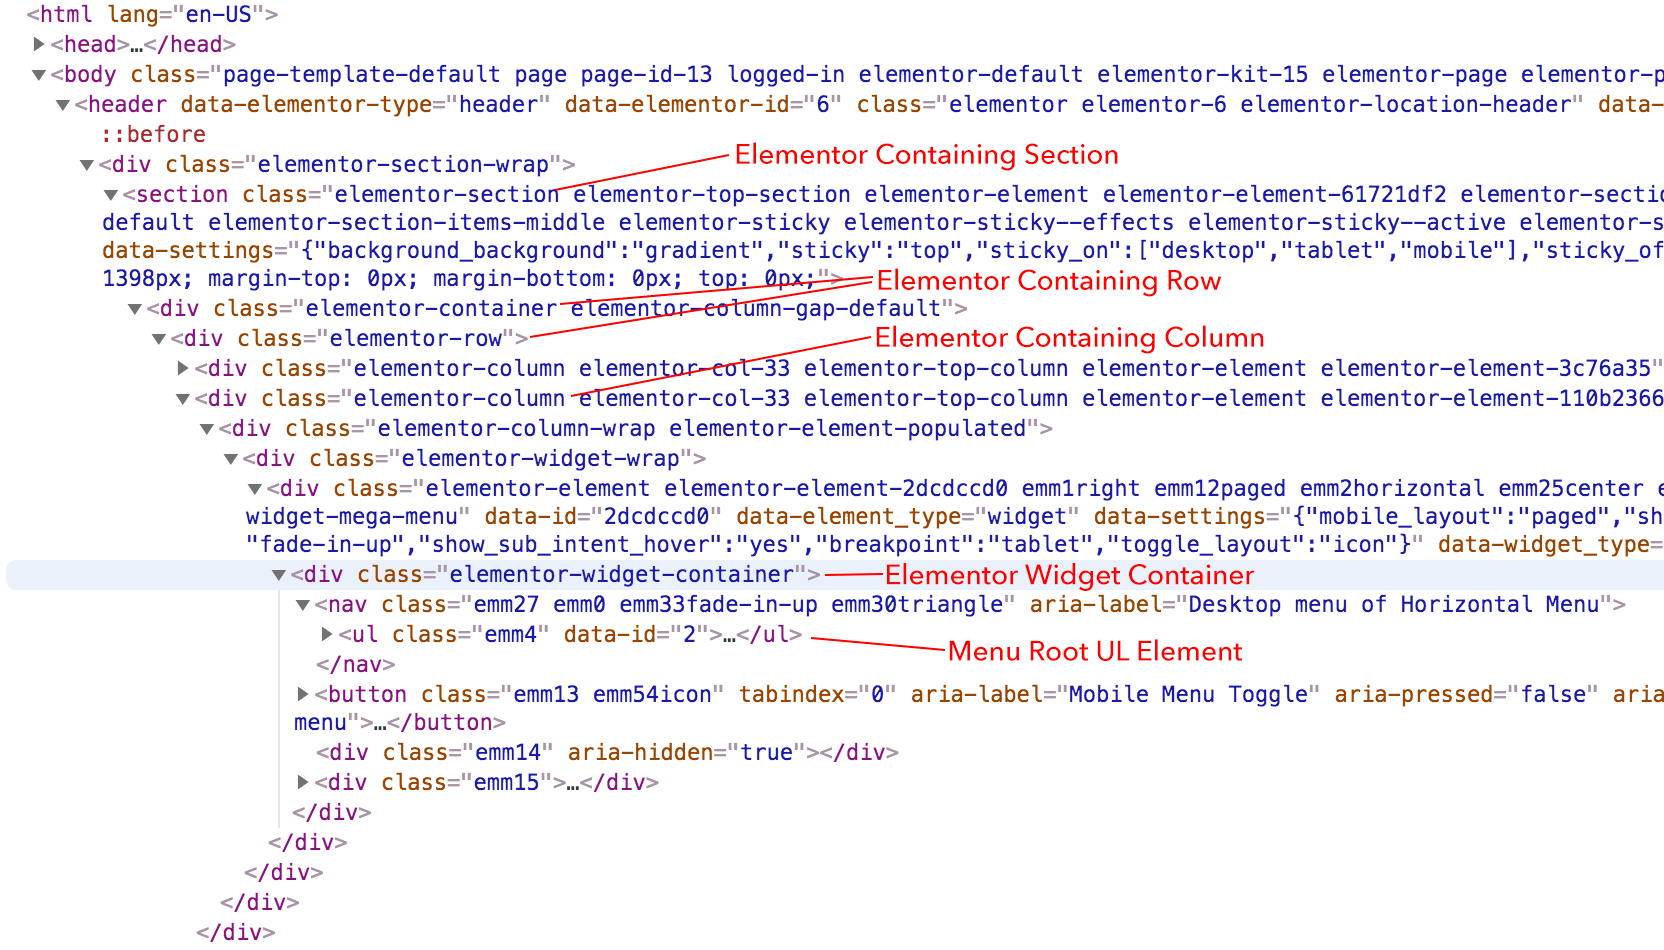 <html lang="en-US">
<head>…</head>
<body class="page-template-default page page-id-13 logged-in elementor-default elementor-kit-15 elementor-page elementor-p
<header data-elementor-type="header" data-elementor-id="6" class="elementor elementor-6 elementor-location-header" data-
::before
<div class="elementor-section-wrap">
Elementor Containing Section
<section class="elementor-section elementor-top-section elementor-element elementor-element-61721df2 elementor-sectio
default elementor-section-items-middle elementor-sticky elementor-sticky--effects elementor-sticky--active elementor-s
data-settings="{"background_background":"gradient","sticky":"top","sticky_on":["desktop","tablet","mobile"],"sticky_of
1398px; margin-top: 0px; margin-bottom: 0px; top: 0px;">
Elementor Containing Row
<div class="elementor-container elementor-column-gap-default">
<div class="elementor-row">
Elementor Containing Column
<div class="elementor-column elementor-col-33 elementor-top-column elementor-element elementor-element-3c76a35"
<div class="elementor-column elementor-col-33 elementor-top-column elementor-element elementor-element-110b2366
<div class="elementor-column-wrap elementor-element-populated">
<div class="elementor-widget-wrap">
<div class="elementor-element elementor-element-2dcdccd0 emm1right emm12paged emm2horizontal emm25center e
widget-mega-menu" data-id="2dcdccd0" data-element_type="widget" data-settings="{"mobile_layout":"paged","sh
"fade-in-up","show_sub_intent_hover":"yes","breakpoint":"tablet","toggle_layout":"icon"}" data-widget_type=
<div class="elementor-widget-container">
Elementor Widget Container
<nav class="emm27 emm0 emm33fade-in-up emm30triangle" aria-label="Desktop menu of Horizontal Menu">
<ul class="emm4" data-id="2">…</ul>
Menu Root UL Element
</nav>
<button class="emm13 emm54icon" tabindex="0" aria-label="Mobile Menu Toggle" aria-pressed="false" aria
menu">…</button>
<div class="emm14" aria-hidden="true"></div>
<div class="emm15">…</div>
</div>
</div>
</div>
</div>
</div>